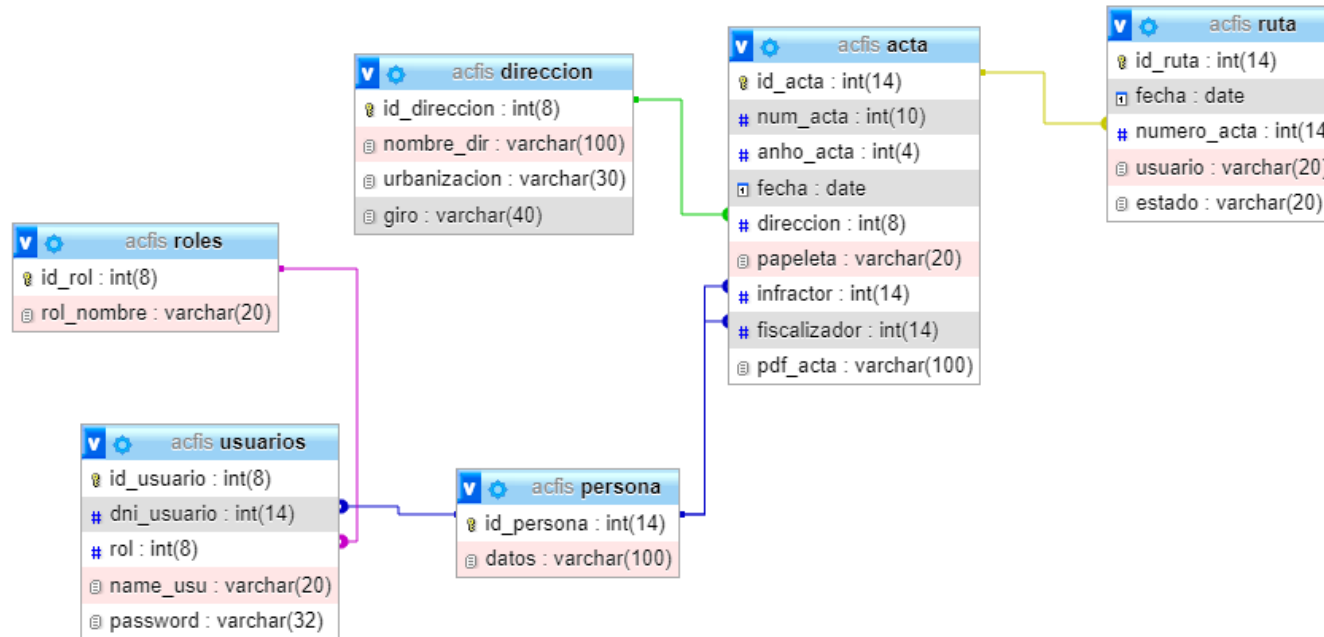 acfis direccion
id_direccion : int(8)
nombre_dir : varchar(100)
urbanizacion : varchar(30)
giro : varchar(40)
acfis acta
id_acta : int(14)
num_acta : int(10)
anho_acta : int(4)
fecha : date
direccion : int(8)
papeleta : varchar(20)
infractor : int(14)
fiscalizador : int(14)
pdf_acta : varchar(100)
acfis ruta
id_ruta : int(14)
fecha : date
numero_acta : int(14
usuario : varchar(20)
estado : varchar(20)
acfis roles
id_rol : int(8)
rol_nombre : varchar(20)
acfis usuarios
id_usuario : int(8)
dni_usuario : int(14)
rol : int(8)
name_usu : varchar(20)
password : varchar(32)
acfis persona
id_persona : int(14)
datos : varchar(100)